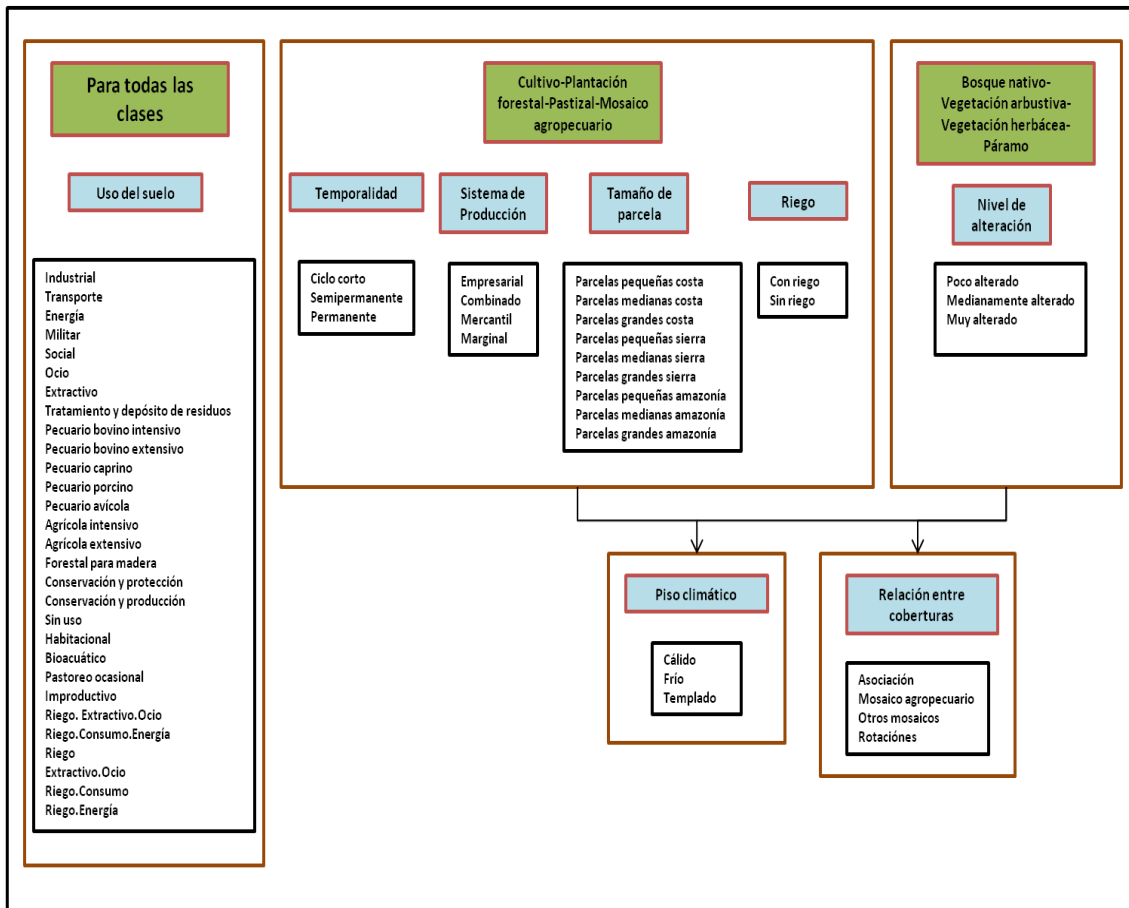 Para todas las
clases
Uso del suelo
Industrial
Transporte
Energía
Militar
Social
Ocio
Extractivo
Tratamiento y depósito de residuos
Pecuario bovino intensivo
Pecuario bovino extensivo
Pecuario caprino
Pecuario porcino
Pecuario avícola
Agrícola intensivo
Agrícola extensivo
Forestal para madera
Conservación y protección
Conservación y producción
Sin uso
Habitacional
Bioacuático
Pastoreo ocasional
Improductivo
Riego. Extractivo.Ocio
Riego.Consumo.Energía
Riego
Extractivo.Ocio
Riego.Consumo
Riego.Energía
Cultivo-Plantación
forestal-Pastizal-Mosaico
agropecuario
Temporalidad
Ciclo corto
Semipermanente
Permanente
Sistema de
Producción
Empresarial
Combinado
Mercantil
Marginal
Tamaño de
parcela
Parcelas pequeñas costa
Parcelas medianas costa
Parcelas grandes costa
Parcelas pequeñas sierra
Parcelas medianas sierra
Parcelas grandes sierra
Parcelas pequeñas amazonía
Parcelas medianas amazonía
Parcelas grandes amazonía
Riego
Con riego
Sin riego
Bosque nativo-
Vegetación arbustiva-
Vegetación herbácea-
Páramo
Nivel de
alteración
Poco alterado
Medianamente alterado
Muy alterado
Piso climático
Cálido
Frío
Templado
Relación entre
coberturas
Asociación
Mosaico agropecuario
Otros mosaicos
Rotaciónes